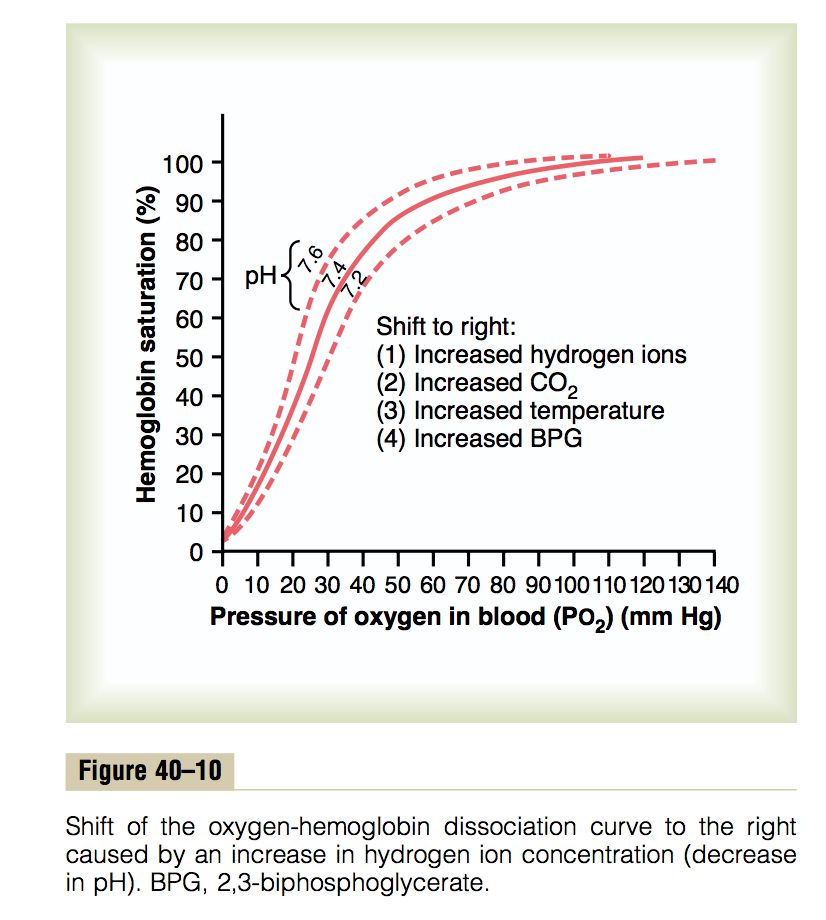 100
90
80
70
60
50
40
30
20
10
0
Hemoglobin saturation (%)
pH
7.6
7.4
7.2
Shift to right:
(1) Increased hydrogen ions
(2) Increased CO2
(3) Increased temperature
(4) Increased BPG
0 10 20 30 40 50 60 70 80 90 100 110 120 130 140
Pressure of oxygen in blood (PO2) (mm Hg)
Figure 40–10
Shift of the oxygen-hemoglobin dissociation curve to the right
caused by an increase in hydrogen ion concentration (decrease
in pH). BPG, 2,3-biphosphoglycerate.